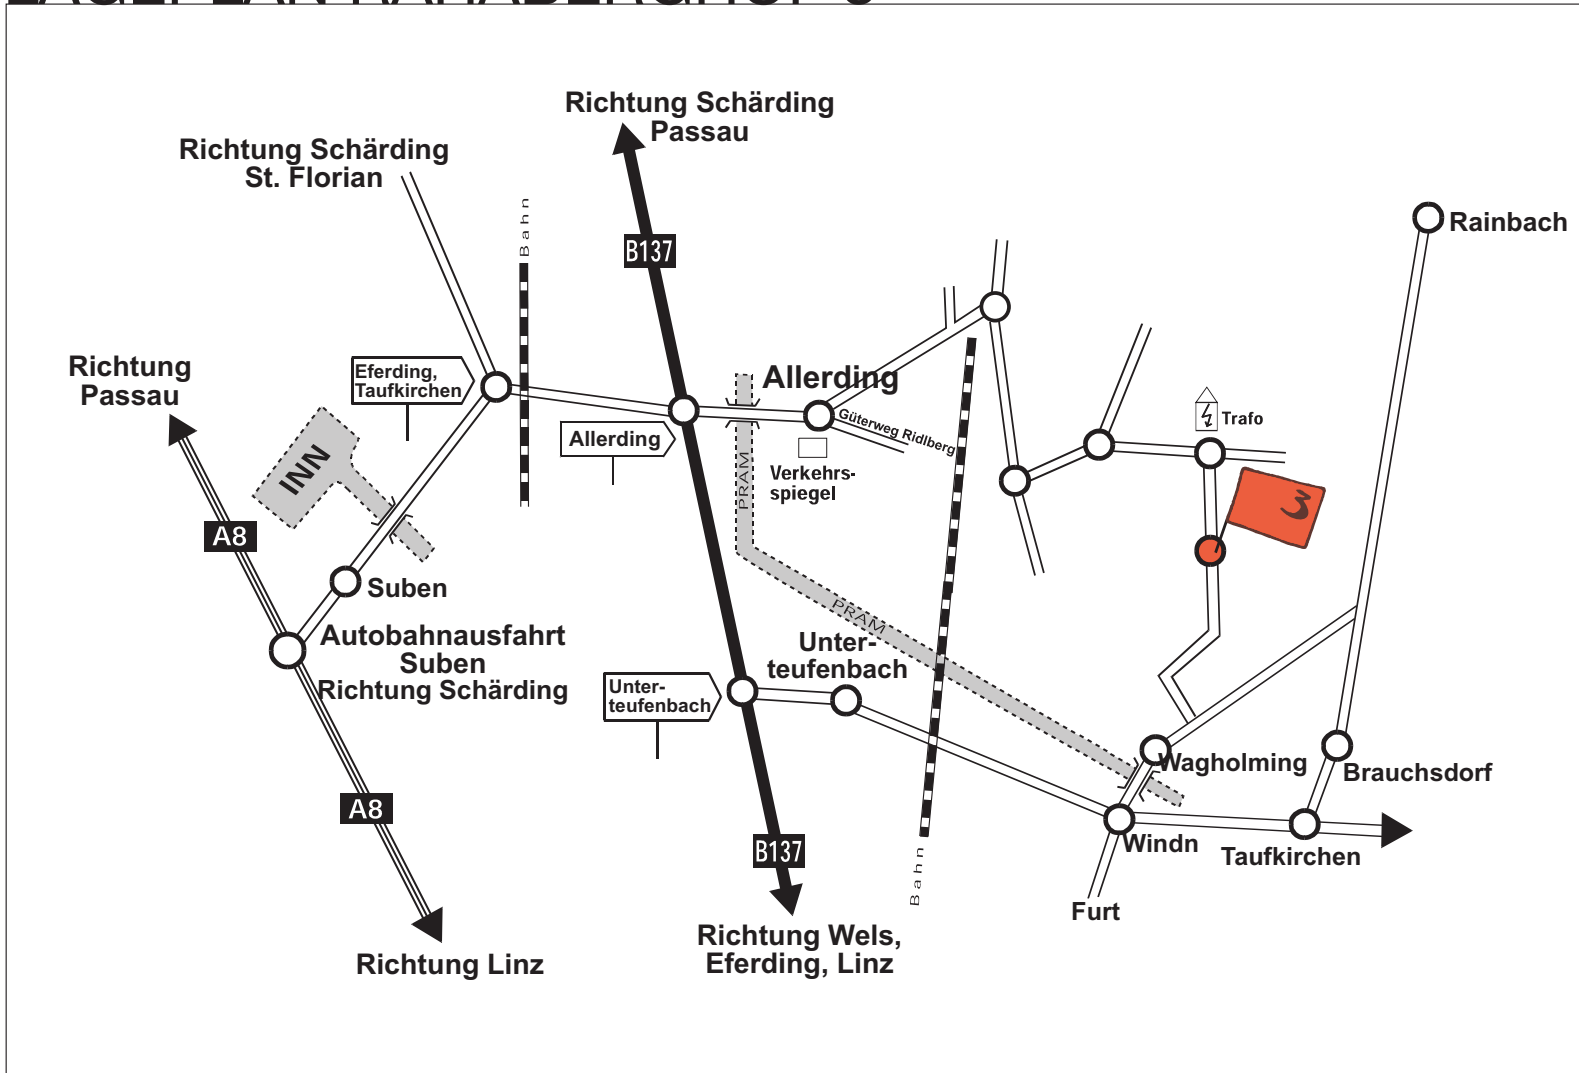 Richtung Schärding
Passau
Richtung Schärding
St. Florian
Bahn
B137
Rainbach
Richtung
Passau
Eferding,
Taufkirchen
Allerding
Güterweg Ridlberg
Trafo
Allerding
Verkehrs-
spiegel
INN
PRAM
3
A8
Suben
PRAM
Autobahnausfahrt
Suben
Richtung Schärding
Unter-
teufenbach
Unter-
teufenbach
Wagholming
Brauchsdorf
A8
B137
Windn
Taufkirchen
Bahn
Furt
Richtung Wels,
Eferding, Linz
Richtung Linz